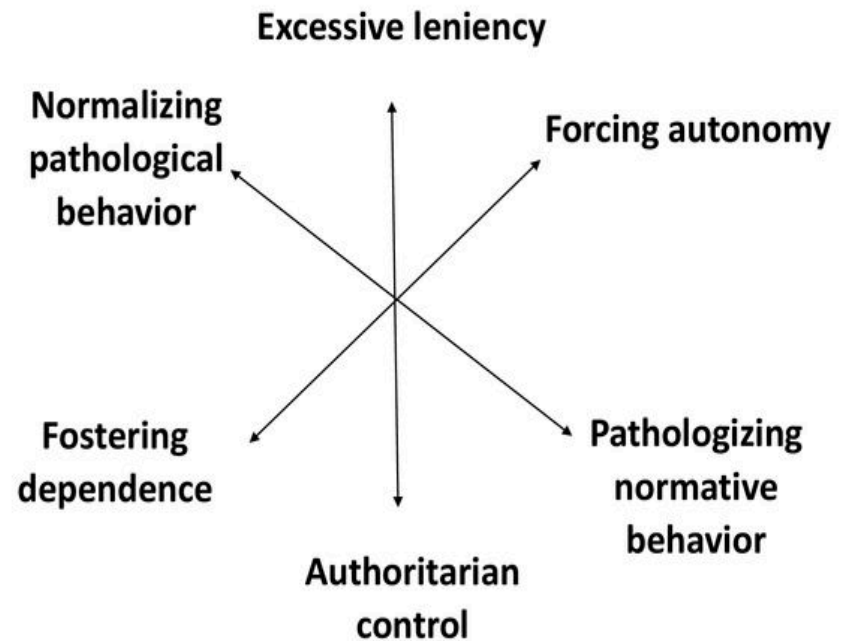 Excessive leniency
Normalizing
pathological
behavior
Forcing autonomy
Fostering
dependence
Pathologizing
normative
behavior
Authoritarian
control